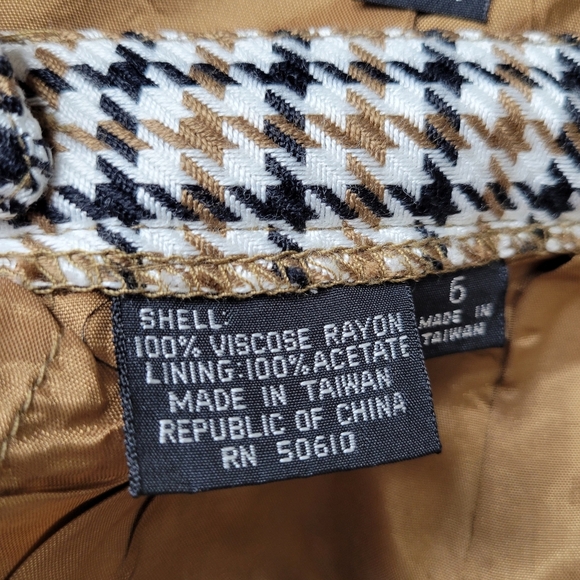 SHELL:
100% VISCOSE RAYON
LINING:100% ACETATE
MADE IN TAIWAN
REPUBLIC OF CHINA
RN 50610
6
MADE IN
TAIWAN